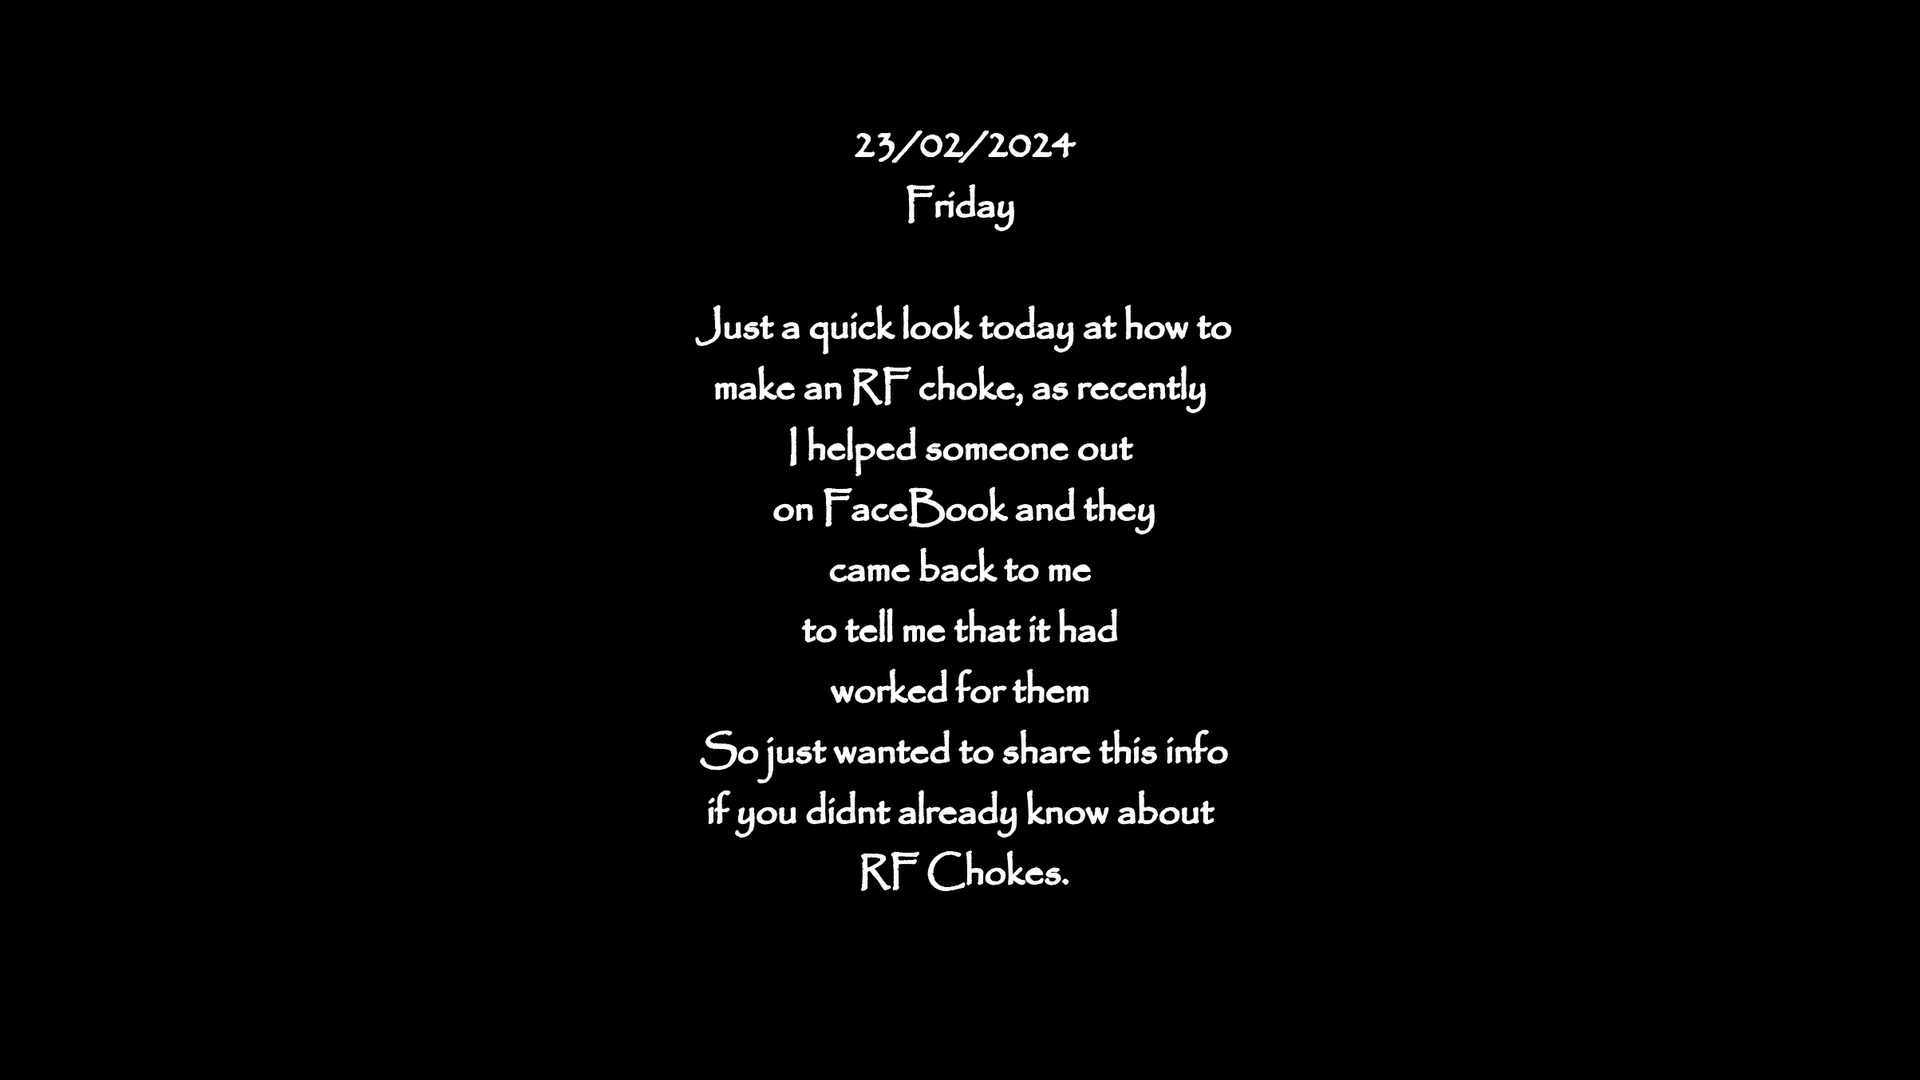 23/02/2024
Friday
Just a quick look today at how to
make an RF choke, as recently
I helped someone out
on FaceBook and they
came back to me
to tell me that it had
worked for them
So just wanted to share this info
if you didnt already know about
RF Chokes.